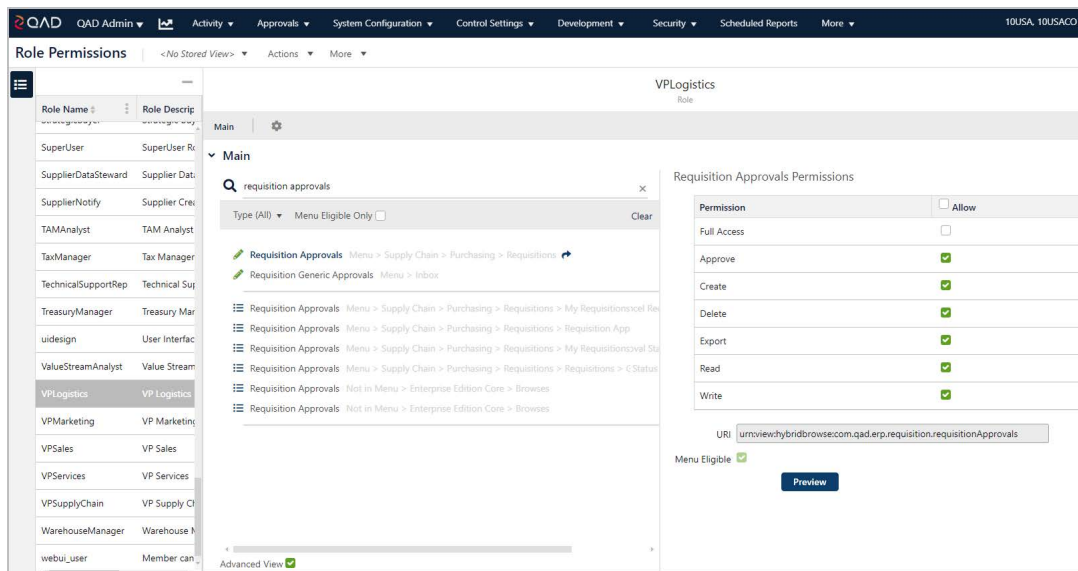 QAD QAD Admin Activity Approvals System Configuration Control Settings Development Security Scheduled Reports More 10USA, 10USACO
Role Permissions <No Stored View> Actions More
VPLogistics
Role
Role Name Role Descrip
Main
SuperUser SuperUser Ro
Main
SupplierDataSteward Supplier Data
requisition approvals
Requisition Approvals Permissions
SupplierNotify Supplier Crea
Type (All) Menu Eligible Only Clear
Permission Allow
TAMAnalyst TAM Analyst
Full Access
TaxManager Tax Manager
Requisition Approvals Menu > Supply Chain > Purchasing > Requisitions
Approve
TechnicalSupportRep Technical Sup
Requisition Generic Approvals Menu > Inbox
Create
TreasuryManager Treasury Mar
Requisition Approvals Menu > Supply Chain > Purchasing > Requisitions > My Requisitions
Delete
uidesign User Interfac
Requisition Approvals Menu > Supply Chain > Purchasing > Requisitions > Requisition App
Export
ValueStreamAnalyst Value Stream
Requisition Approvals Menu > Supply Chain > Purchasing > Requisitions > My Requisitions
Read
Requisition Approvals Menu > Supply Chain > Purchasing > Requisitions > Requisitions > Status
VPLogistics VP Logistics
Requisition Approvals Not in Menu > Enterprise Edition Core > Browses
Write
VPMarketing VP Marketing
Requisition Approvals Not in Menu > Enterprise Edition Core > Browses
VPSales VP Sales
URI urn:view:hybridbrowse:com.qad.erp.requisition.requisitionApprovals
VPServices VP Services
Menu Eligible
Preview
VPSupplyChain VP Supply Ch
WarehouseManager Warehouse M
webui_user Member can
Advanced View